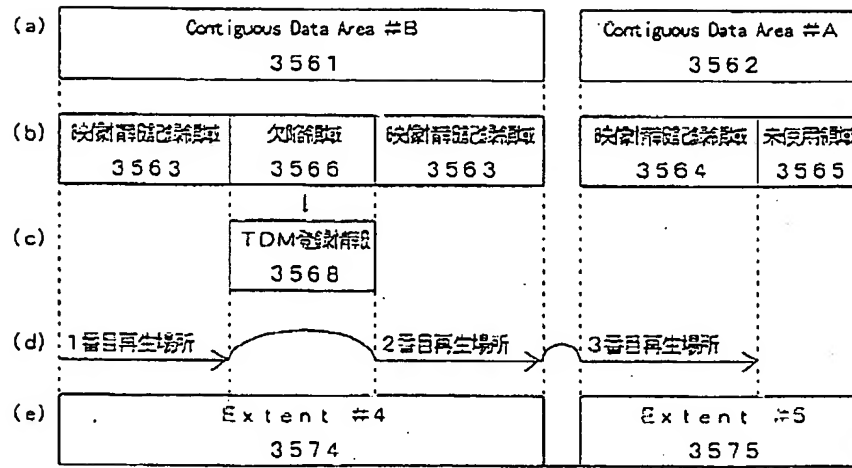 (a) Contiguous Data Area #B Contiguous Data Area #A
3561 3562
(b) 映像情報記録領域 欠陥領域 映像情報記録領域 映像情報記録領域 未使用領域
3563 3566 3563 3564 3565
↓
(c) TDM登録情報
3568
(d) 1番目再生場所 2番目再生場所 3番目再生場所
(e) Extent #4 Extent #5
3574 3575